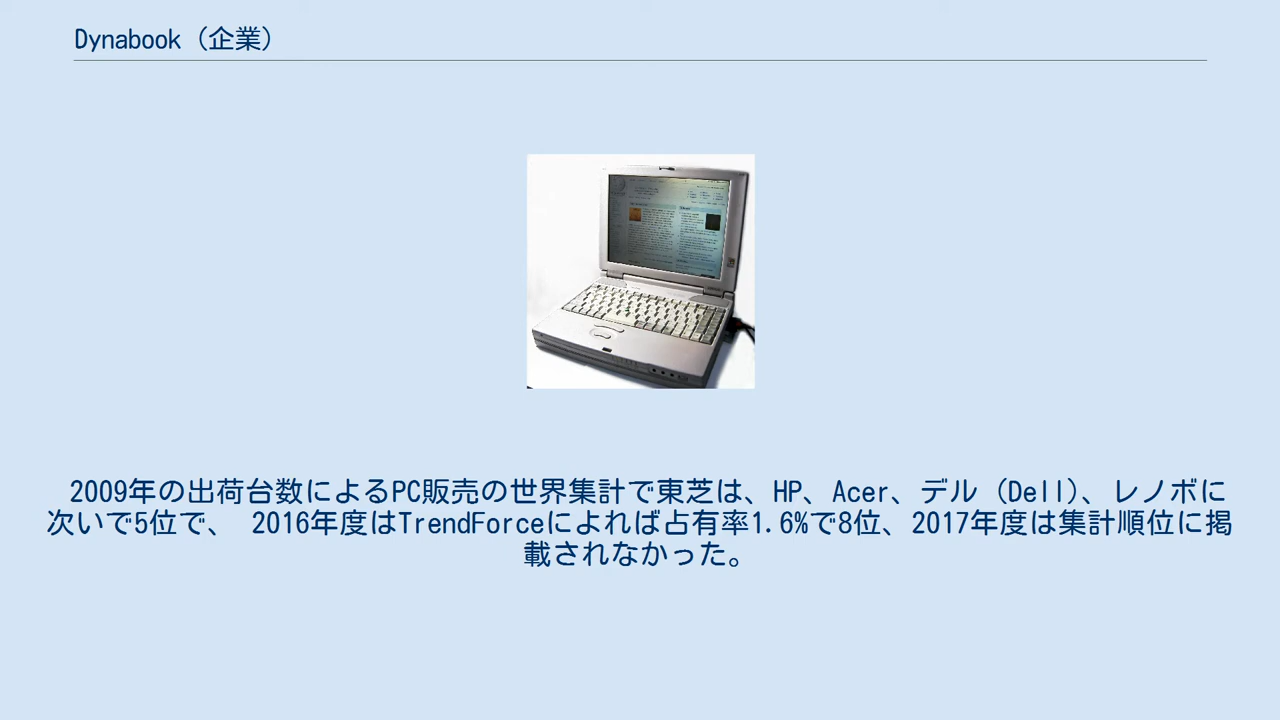 Dynabook（企業）
2009年の出荷台数によるPC販売の世界集計で東芝は、HP、Acer、デル（Dell)、レノボに
次いで5位で、 2016年度はTrendForceによれば占有率1.6%で8位、2017年度は集計順位に掲
載されなかった。